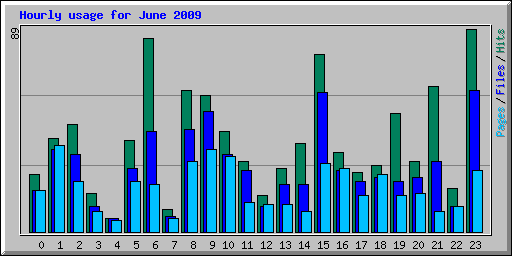 Hourly usage for June 2009
89
Pages / Files / Hits
0 1 2 3 4 5 6 7 8 9 10 11 12 13 14 15 16 17 18 19 20 21 22 23